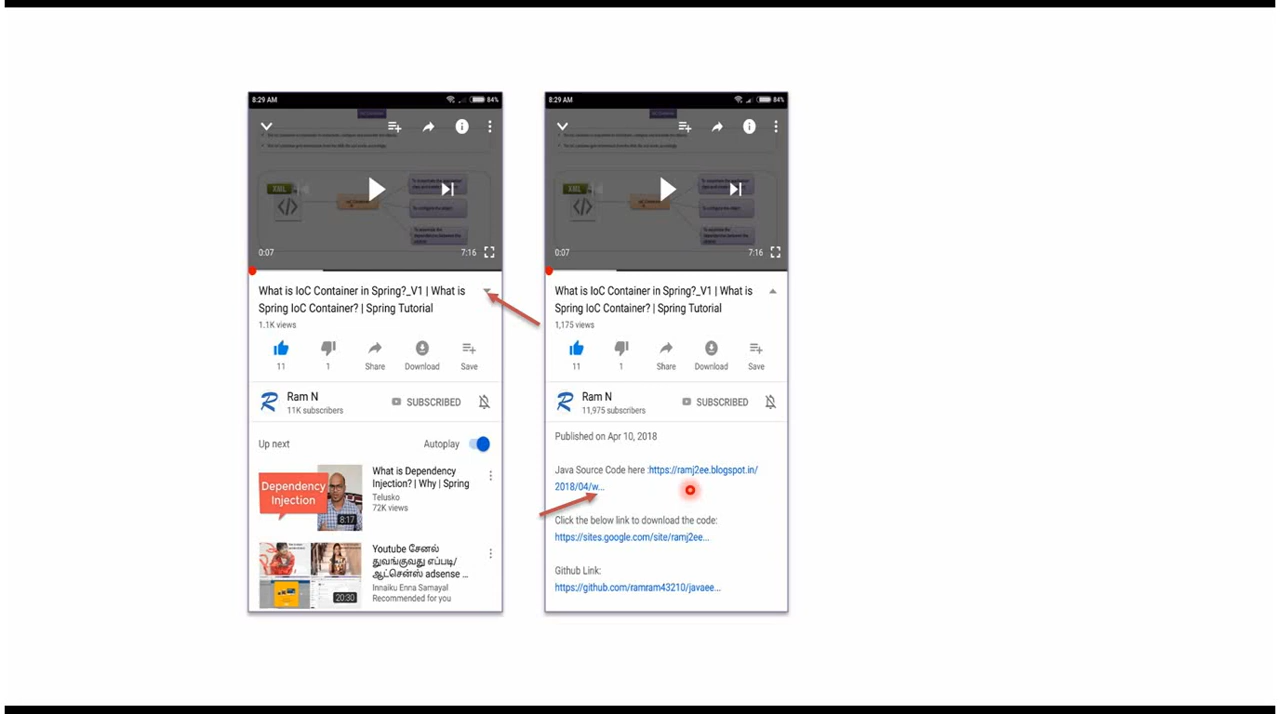 8:29 AM
84%
XML
0:07
7:16
What is IoC Container in Spring?_V1 | What is
Spring IoC Container? | Spring Tutorial
1.1K views
11
1
Share
Download
Save
Ram N
11K subscribers
SUBSCRIBED
Up next
Autoplay
Dependency
Injection
8:17
What is Dependency
Injection? | Why | Spring
Telusko
72K views
20:30
Youtube சேனல்
துவங்குவது எப்படி/
ஆட்சென்ஸ் adsense ...
Innaiku Enna Samayal
Recommended for you
8:29 AM
84%
XML
0:07
7:16
What is IoC Container in Spring?_V1 | What is
Spring IoC Container? | Spring Tutorial
1,175 views
11
1
Share
Download
Save
Ram N
11,975 subscribers
SUBSCRIBED
Published on Apr 10, 2018
Java Source Code here :https://ramj2ee.blogspot.in/
2018/04/w...
Click the below link to download the code:
https://sites.google.com/site/ramj2ee...
Github Link:
https://github.com/ramram43210/javaee...